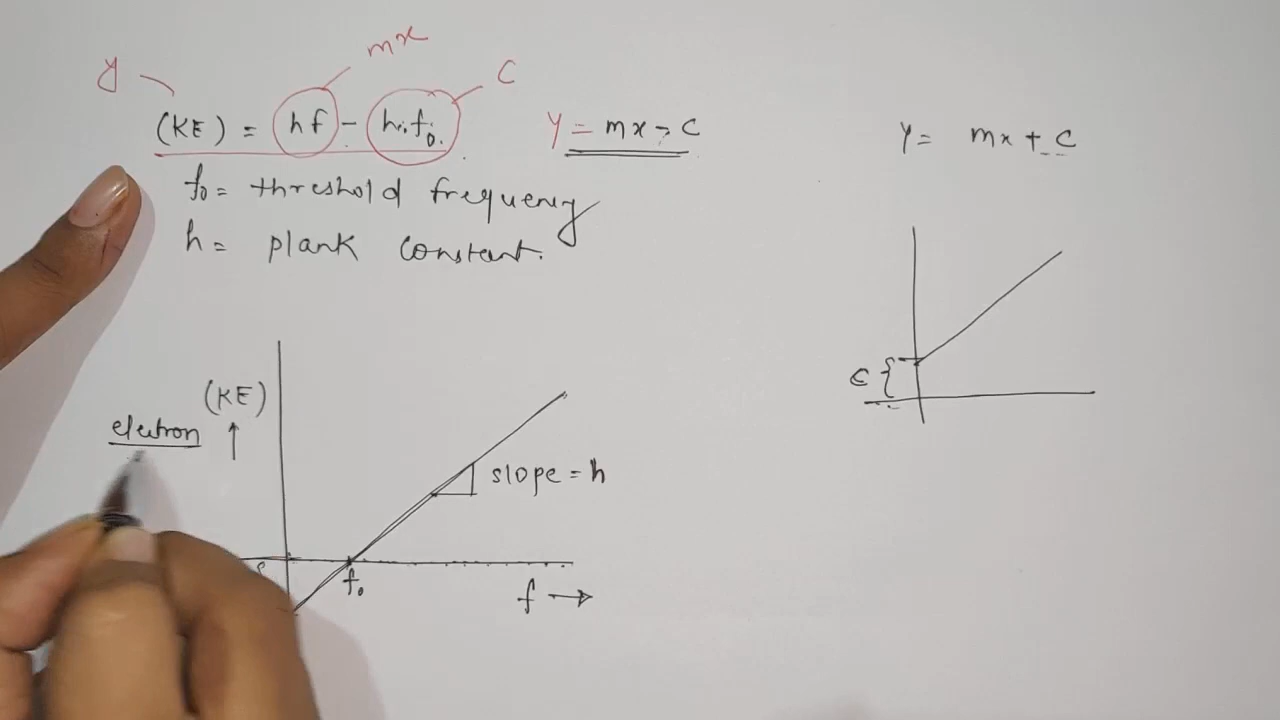 mx
y
C
(KE) = hf - h.f₀.
Y = mx - C
Y = mx + C
f₀ = threshold frequency
h = plank constant.
C
(KE)
electron
slope = h
f₀
f